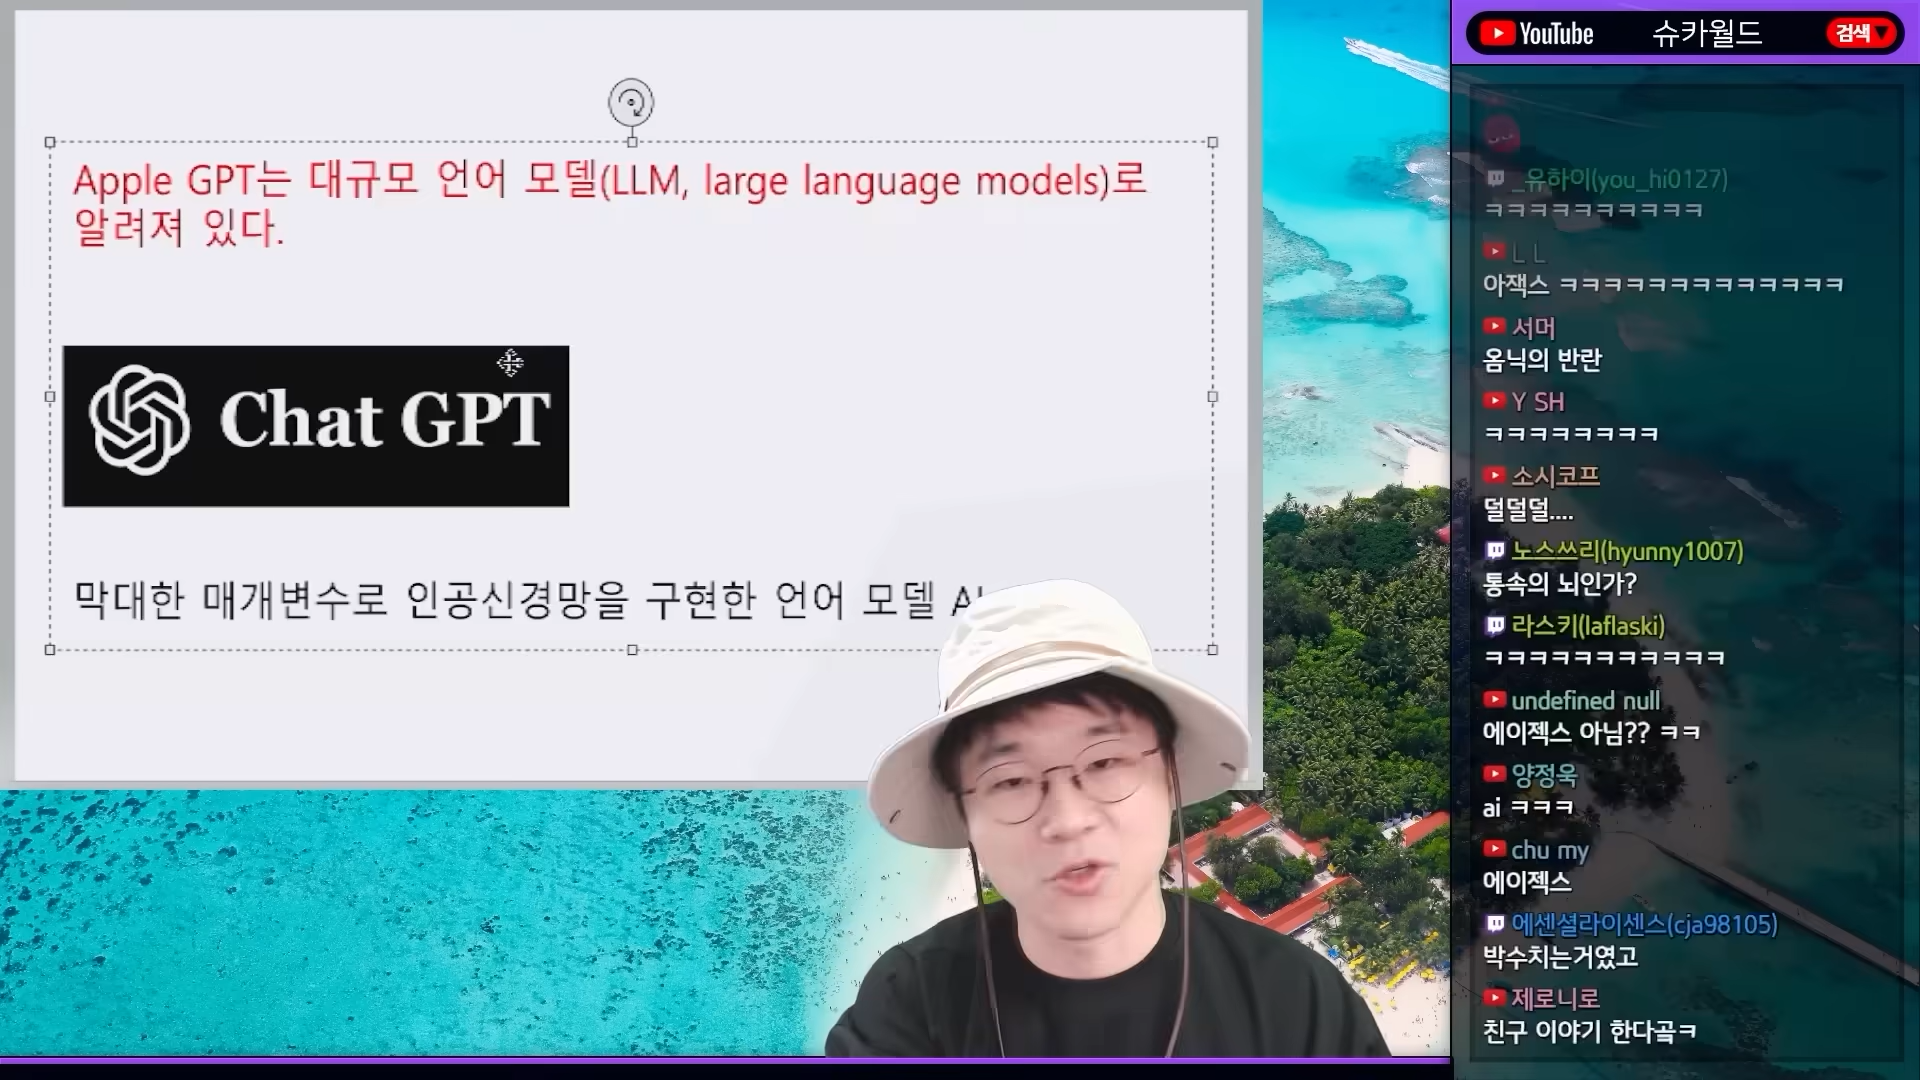 Apple GPT는 대규모 언어 모델(LLM, large language models)로
알려져 있다.
Chat GPT
막대한 매개변수로 인공신경망을 구현한 언어 모델 AI
YouTube
슈카월드
검색
_유하이(you_hi0127)
ㅋㅋㅋㅋㅋㅋㅋㅋㅋㅋ
L L
아잭스 ㅋㅋㅋㅋㅋㅋㅋㅋㅋㅋㅋㅋㅋ
서머
옴닉의 반란
Y SH
ㅋㅋㅋㅋㅋㅋㅋㅋ
소시코프
덜덜덜....
노스쓰리(hyunny1007)
통속의 뇌인가?
라스키(laflaski)
ㅋㅋㅋㅋㅋㅋㅋㅋㅋㅋㅋ
undefined null
에이젝스 아님?? ㅋㅋ
양정욱
ai ㅋㅋㅋ
chu my
에이젝스
에센셜라이센스(cja98105)
박수치는거였고
제로니로
친구 이야기 한다곸ㅋ